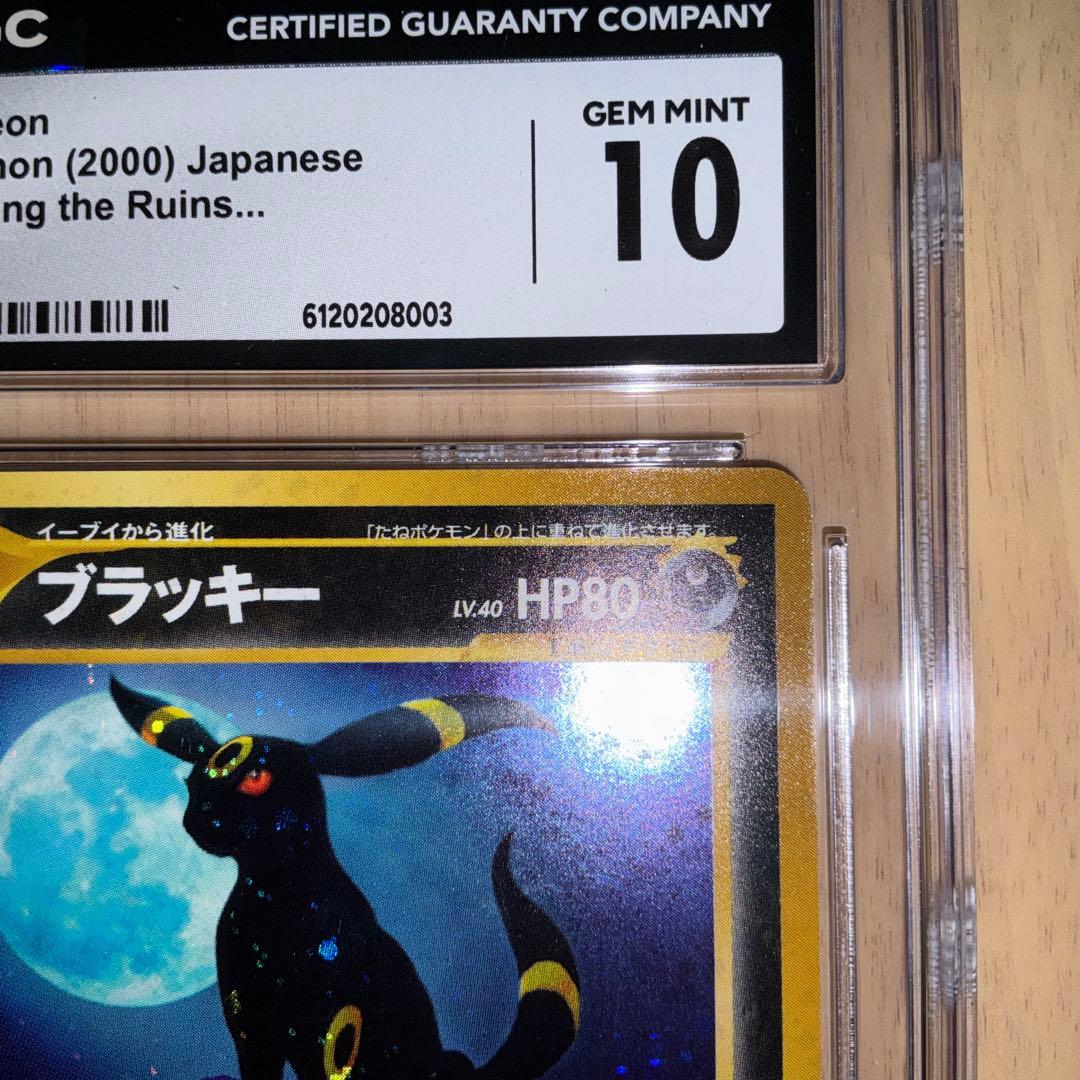 GC
CERTIFIED GUARANTY COMPANY
eon
mon (2000) Japanese
ing the Ruins...
GEM MINT
10
6120208003
イーブイから進化
「たねポケモン」の上に重ねて進化させます。
ブラッキー
LV.40 HP80